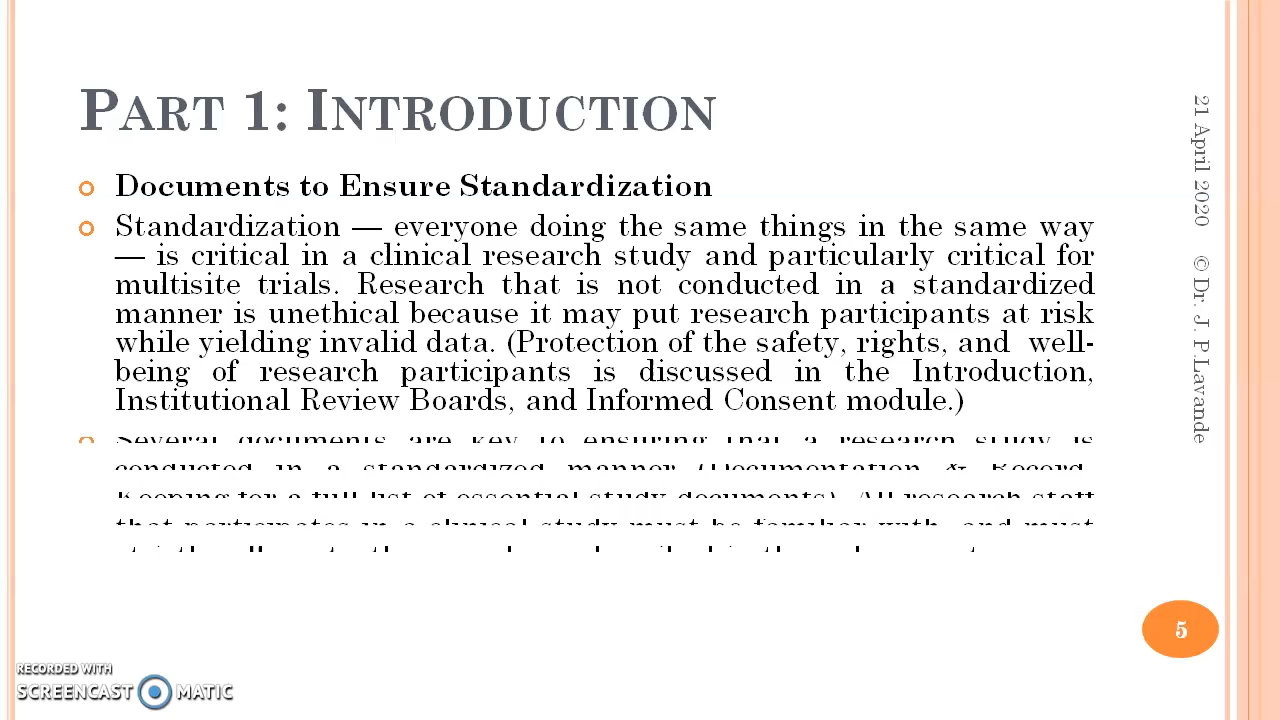 PART 1: INTRODUCTION
Documents to Ensure Standardization
Standardization — everyone doing the same things in the same way
— is critical in a clinical research study and particularly critical for
multisite trials. Research that is not conducted in a standardized
manner is unethical because it may put research participants at risk
while yielding invalid data. (Protection of the safety, rights, and well-
being of research participants is discussed in the Introduction,
Institutional Review Boards, and Informed Consent module.)
Several documents are key to ensuring that a research study is
conducted in a standardized manner (Documentation & Record-
Keeping for a full list of essential study documents). All research staff
that participates in a clinical study must be familiar with, and must
21 April 2020 © Dr. J. P.Lavande
5
RECORDED WITH
SCREENCAST MATIC